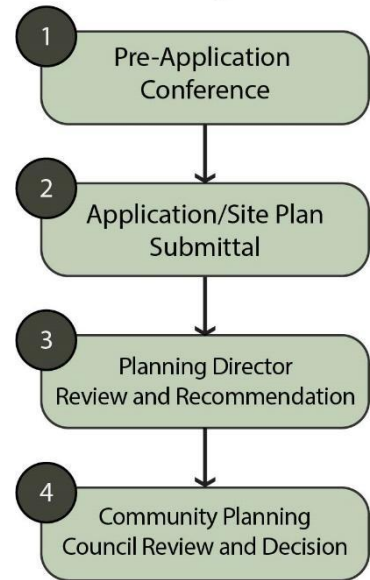 1
Pre-Application
Conference
2
Application/Site Plan
Submittal
3
Planning Director
Review and Recommendation
4
Community Planning
Council Review and Decision